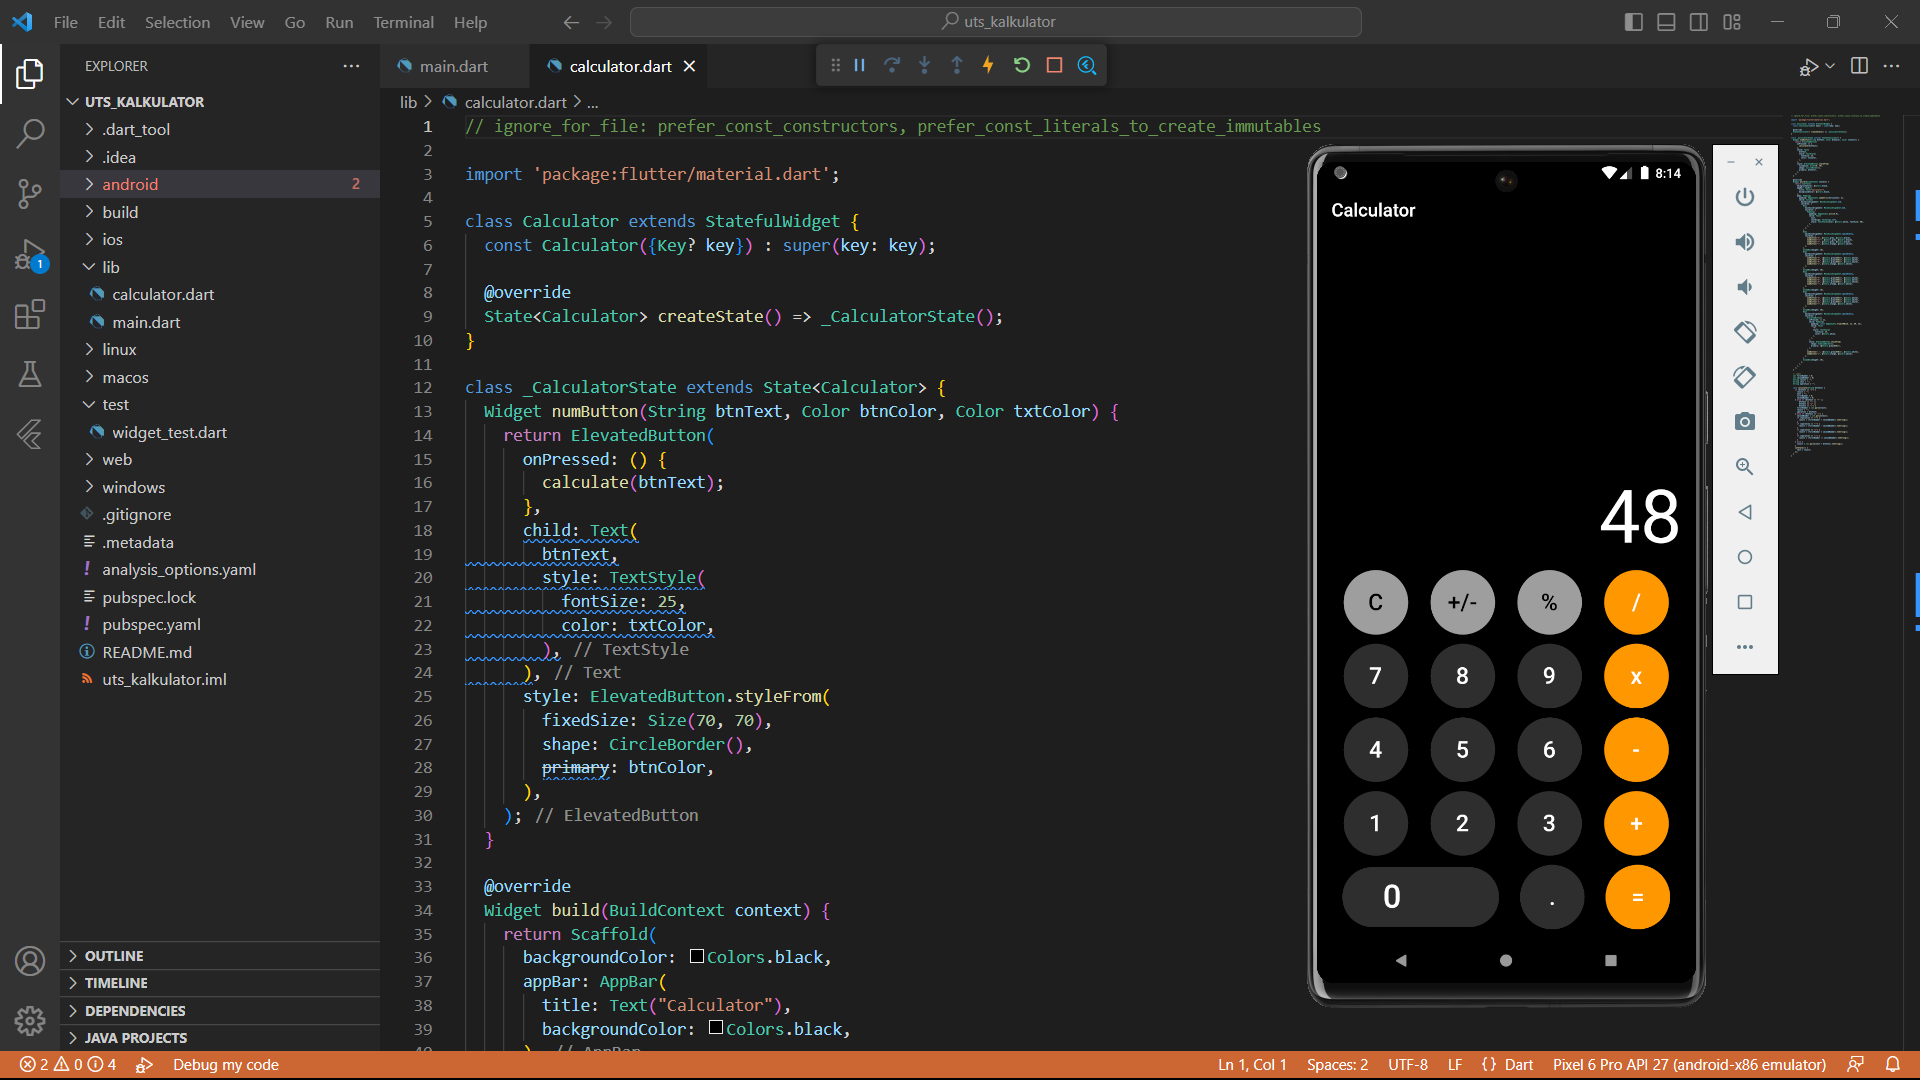 File Edit Selection View Go Run Terminal Help
uts_kalkulator
EXPLORER
UTS_KALKULATOR
.dart_tool
.idea
android 2
build
ios
lib
calculator.dart
main.dart
linux
macos
test
widget_test.dart
web
windows
.gitignore
.metadata
analysis_options.yaml
pubspec.lock
pubspec.yaml
README.md
uts_kalkulator.iml
OUTLINE
TIMELINE
DEPENDENCIES
JAVA PROJECTS
1
main.dart
calculator.dart
lib > calculator.dart > ...
1 // ignore_for_file: prefer_const_constructors, prefer_const_literals_to_create_immutables
2
3 import 'package:flutter/material.dart';
4
5 class Calculator extends StatefulWidget {
6 const Calculator({Key? key}) : super(key: key);
7
8 @override
9 State<Calculator> createState() => _CalculatorState();
10 }
11
12 class _CalculatorState extends State<Calculator> {
13 Widget numButton(String btnText, Color btnColor, Color txtColor) {
14 return ElevatedButton(
15 onPressed: () {
16 calculate(btnText);
17 },
18 child: Text(
19 btnText,
20 style: TextStyle(
21 fontSize: 25,
22 color: txtColor,
23 ), // TextStyle
24 ), // Text
25 style: ElevatedButton.styleFrom(
26 fixedSize: Size(70, 70),
27 shape: CircleBorder(),
28 primary: btnColor,
29 ),
30 ); // ElevatedButton
31 }
32
33 @override
34 Widget build(BuildContext context) {
35 return Scaffold(
36 backgroundColor: Colors.black,
37 appBar: AppBar(
38 title: Text("Calculator"),
39 backgroundColor: Colors.black,
40 ), // AppBar
8:14
Calculator
48
C +/- % /
7 8 9 x
4 5 6 -
1 2 3 +
0 . =
2 0 4 Debug my code
Ln 1, Col 1 Spaces: 2 UTF-8 LF {} Dart Pixel 6 Pro API 27 (android-x86 emulator)